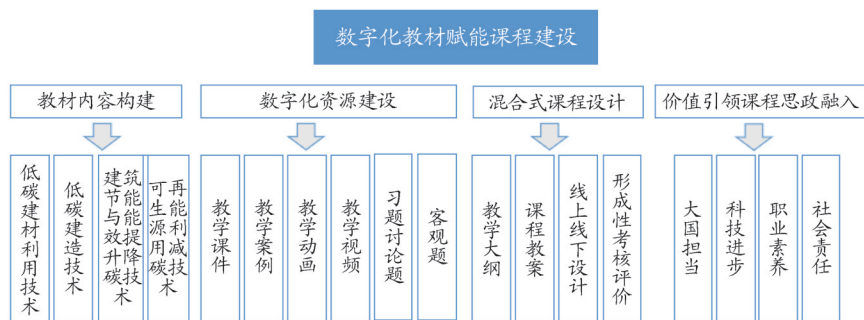 数字化教材赋能课程建设
教材内容构建
数字化资源建设
混合式课程设计
价值引领课程思政融入
低碳建材利用技术
低碳建造技术
建筑节能与能效提升降碳技术
可再生能源利用减碳技术
教学课件
教学案例
教学动画
教学视频
习题讨论题
客观题
教学大纲
课程教案
线上线下设计
形成性考核评价
大国担当
科技进步
职业素养
社会责任